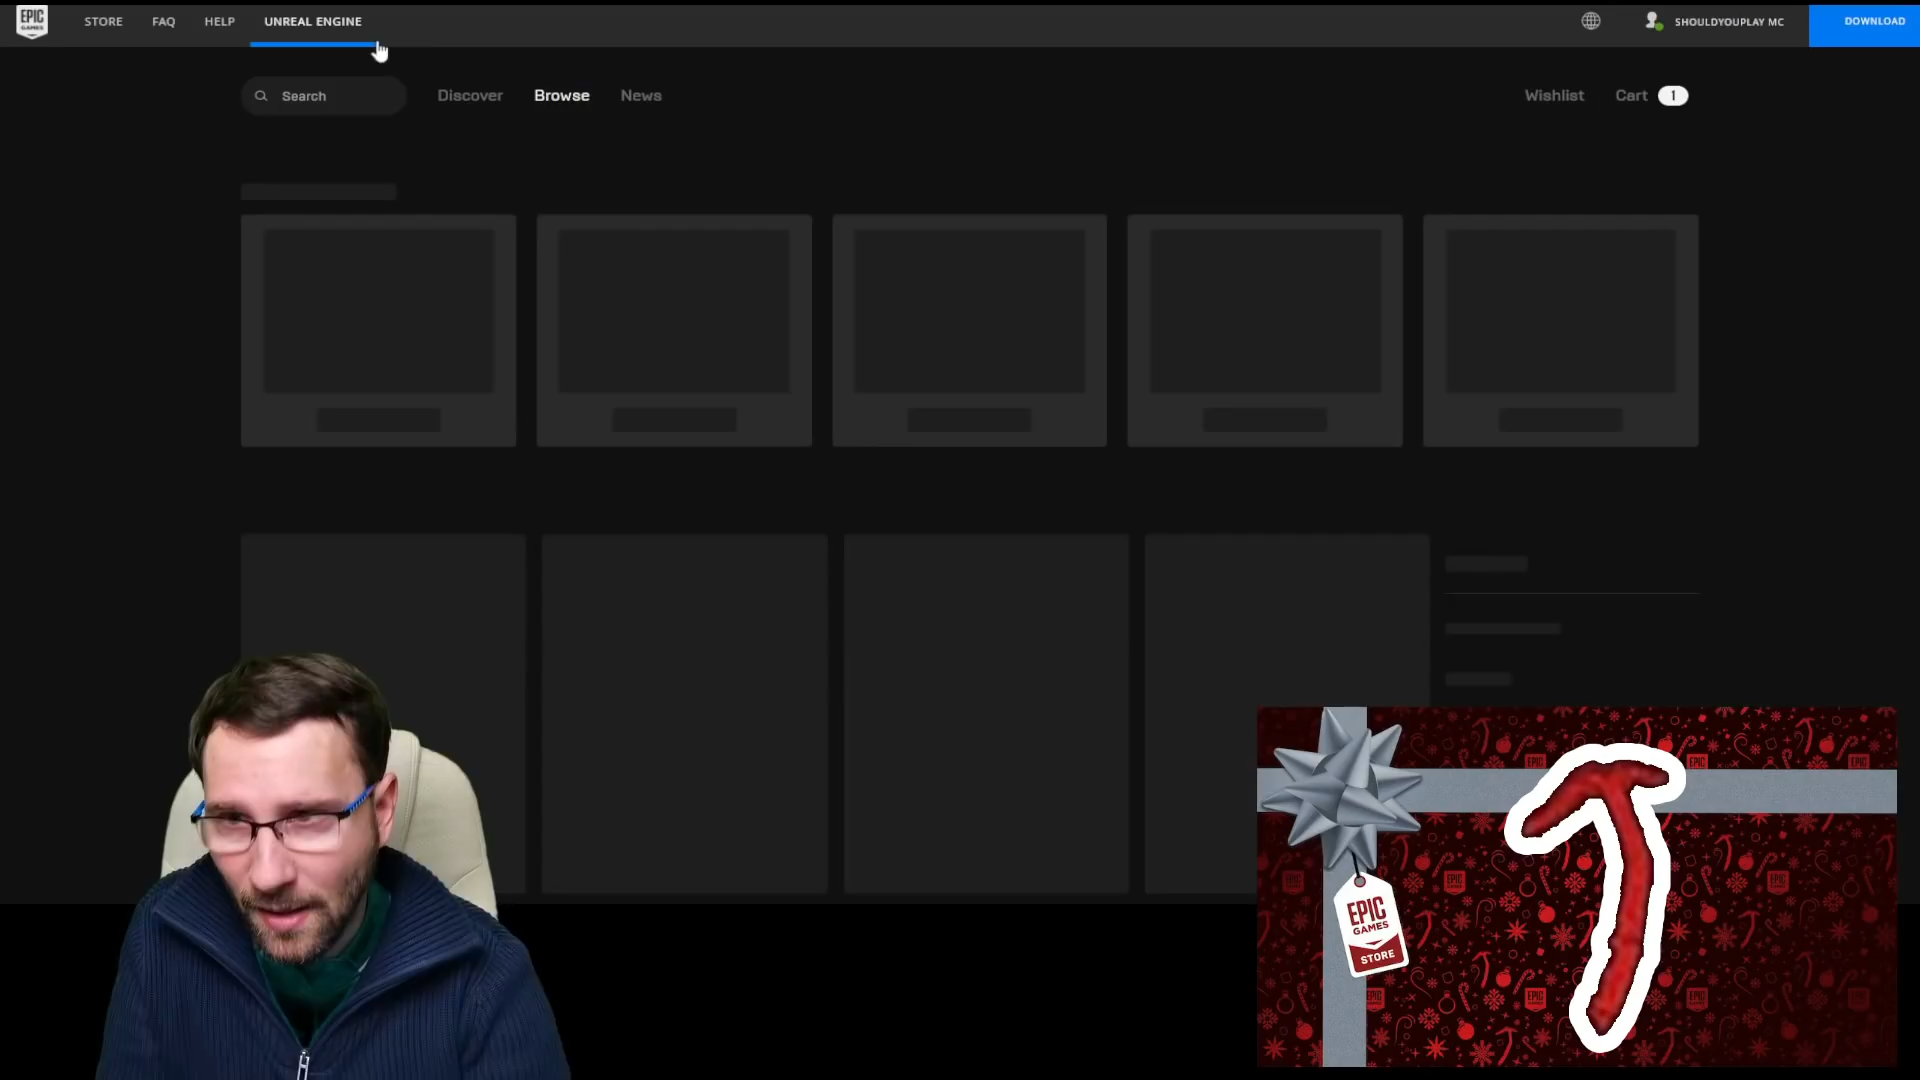 EPIC
GAMES
STORE
FAQ
HELP
UNREAL ENGINE
SHOULDYOUPLAY MC
DOWNLOAD
Search
Discover
Browse
News
Wishlist
Cart
1
EPIC
GAMES
STORE